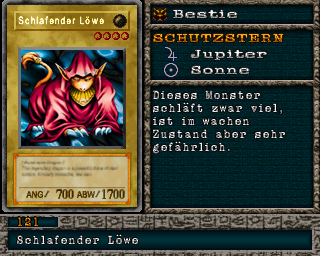 Schlafender Löwe
ANG/ 700 ABW/1700
Bestie
SCHUTZSTERN
Jupiter
Sonne
Dieses Monster
schläft zwar viel,
ist im wachen
Zustand aber sehr
gefährlich.
121
Schlafender Löwe